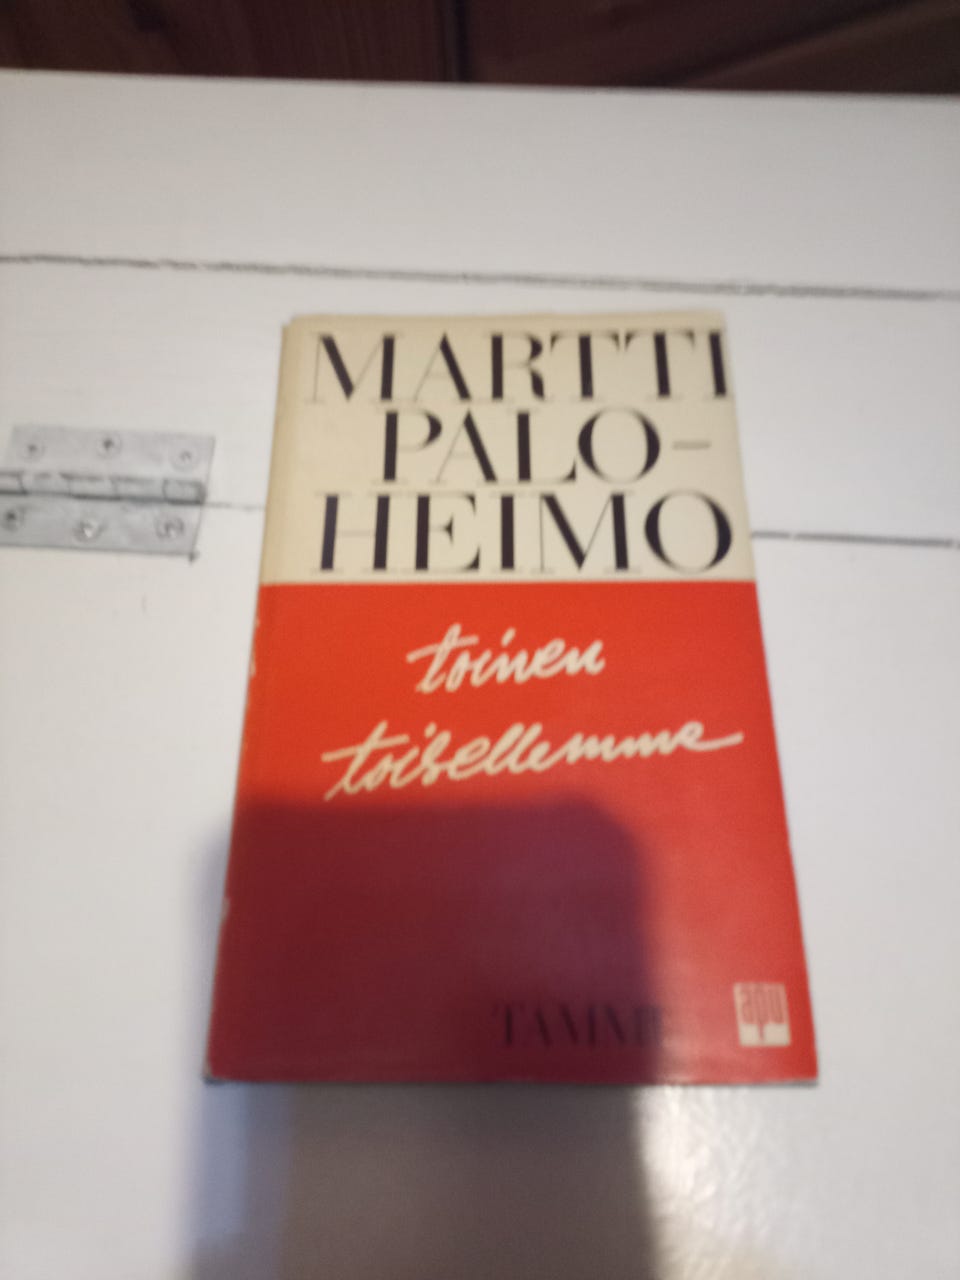 MARTTI
PALO-
HEIMO
toinen
toisellemme
TAMMI
apu